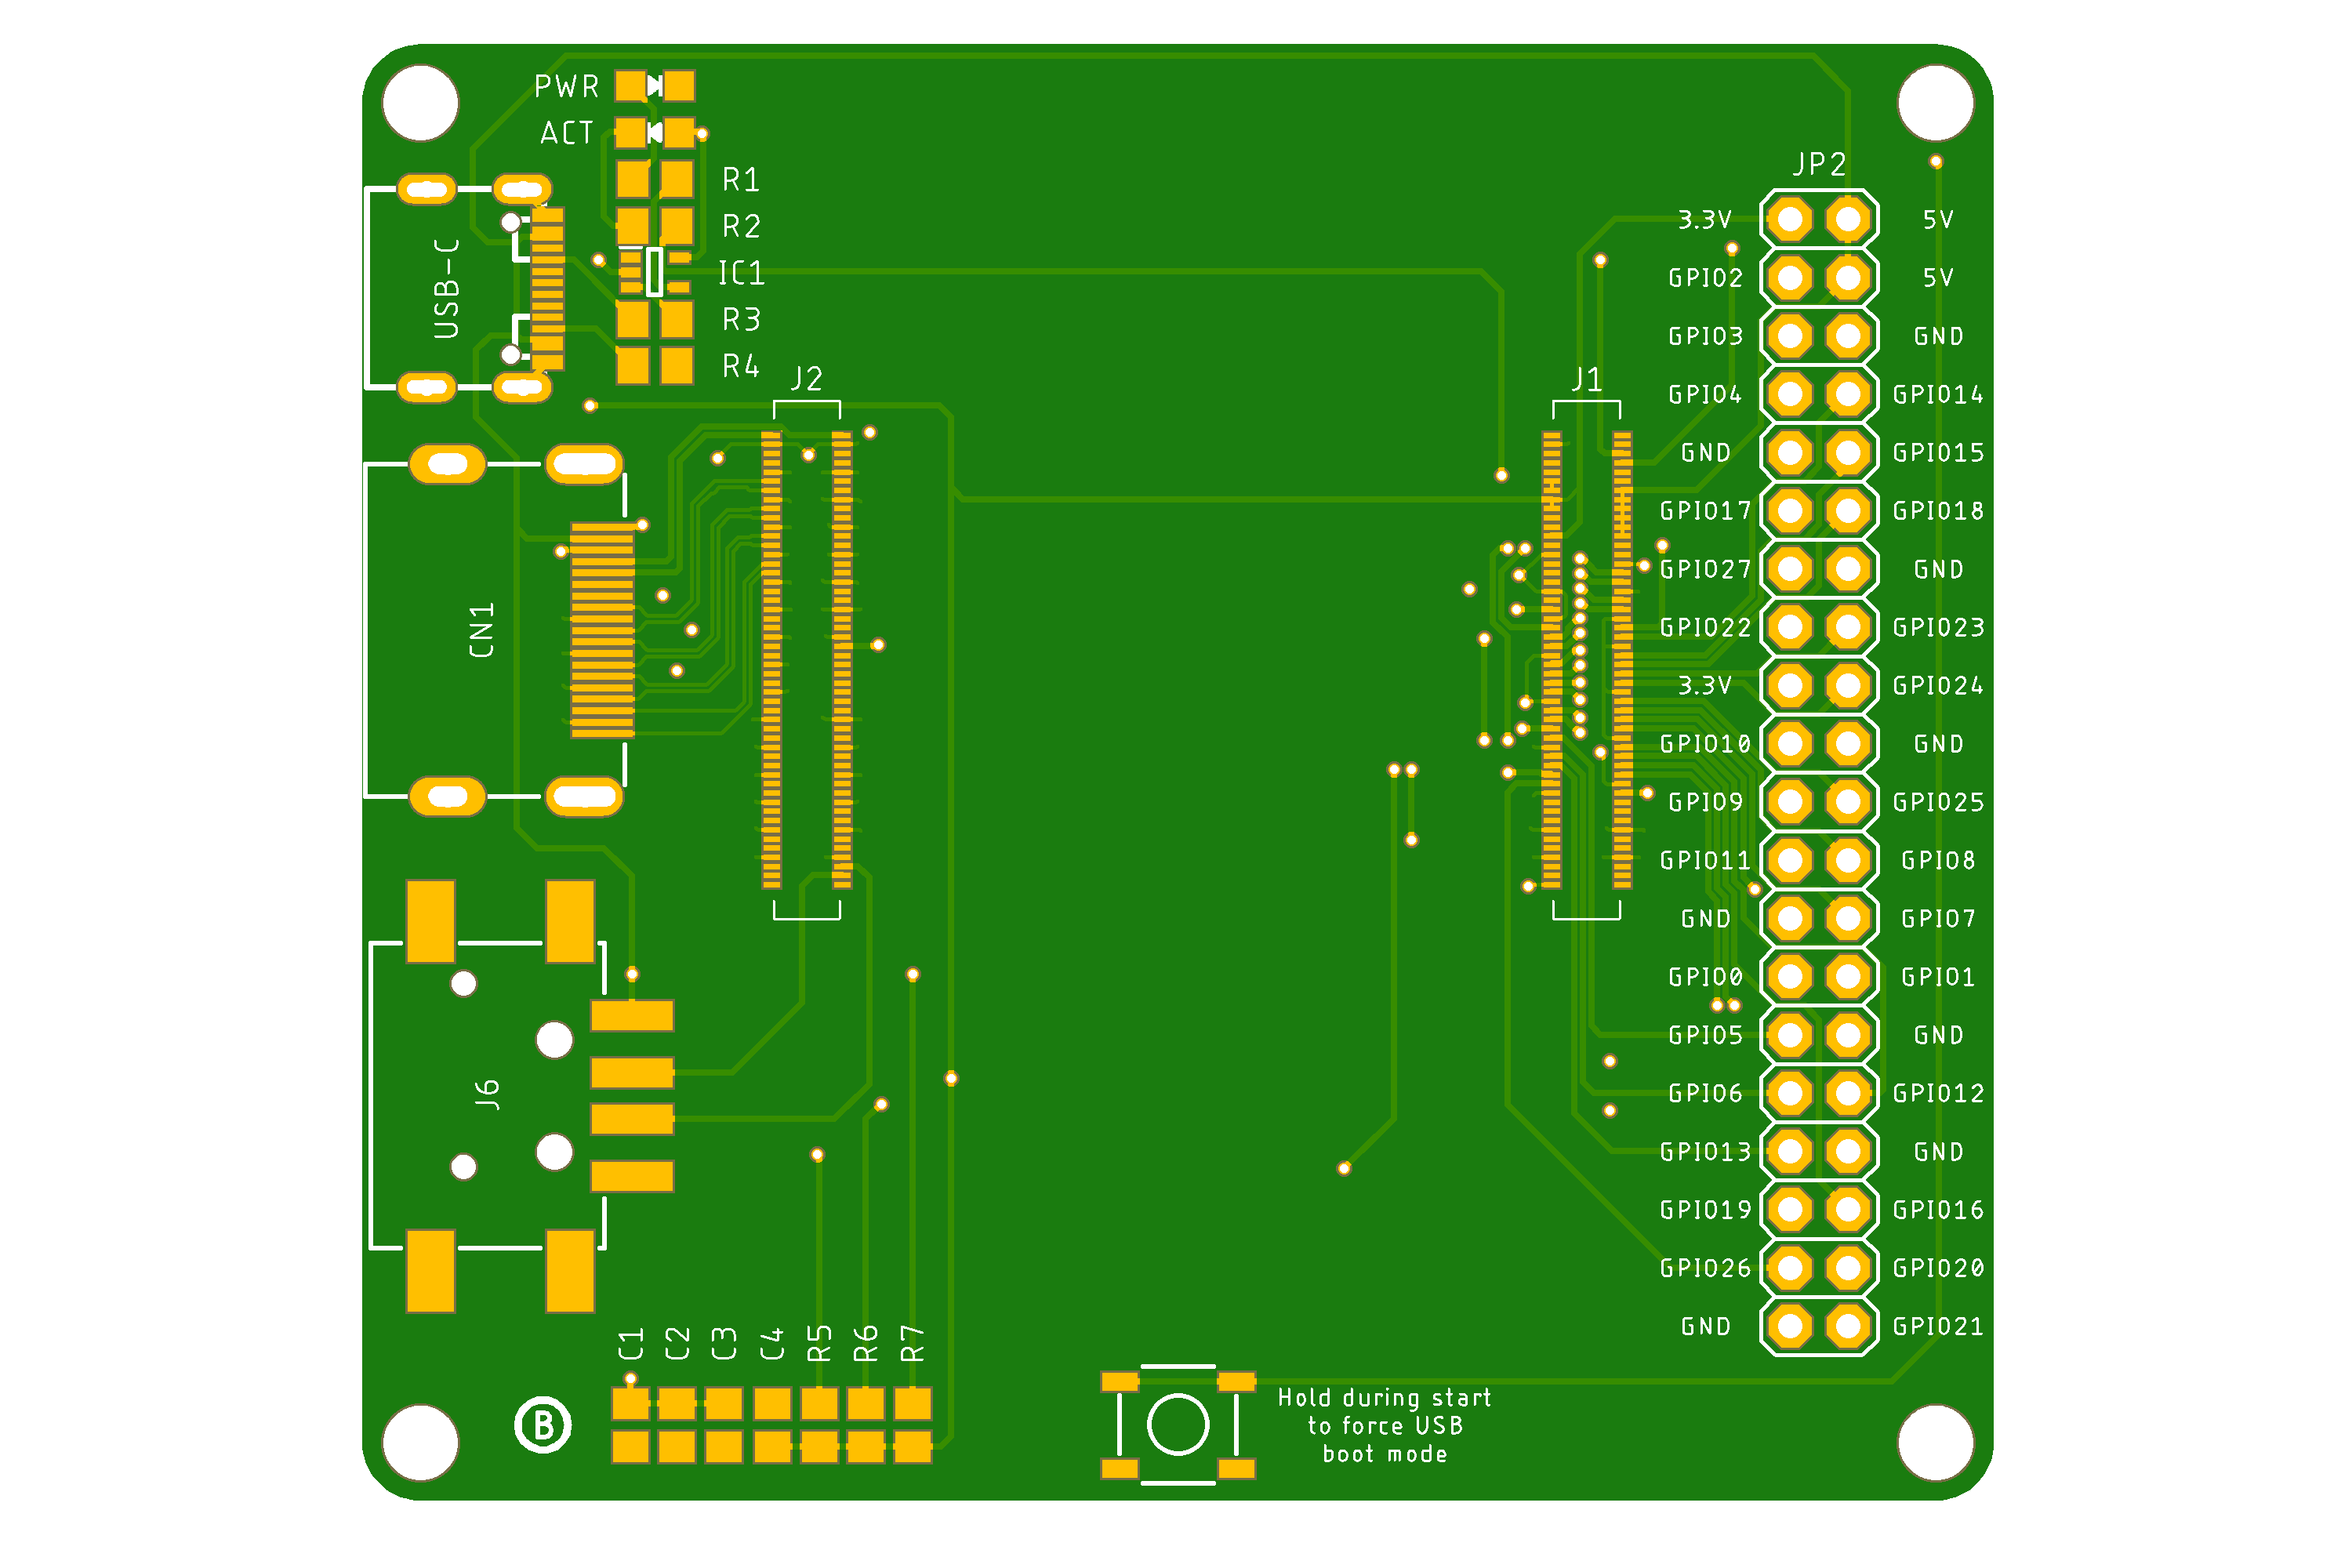 PWR
ACT
R1
R2
IC1
R3
R4
USB-C
J2
J1
JP2
3.3V 5V
GPIO2 5V
GPIO3 GND
GPIO4 GPIO14
GND GPIO15
GPIO17 GPIO18
GPIO27 GND
GPIO22 GPIO23
3.3V GPIO24
GPIO10 GND
GPIO9 GPIO25
GPIO11 GPIO8
GND GPIO7
GPIO0 GPIO1
GPIO5 GND
GPIO6 GPIO12
GPIO13 GND
GPIO19 GPIO16
GPIO26 GPIO20
GND GPIO21
CN1
J6
C1
C2
C3
C4
R5
R6
R7
B
Hold during start
to force USB
boot mode